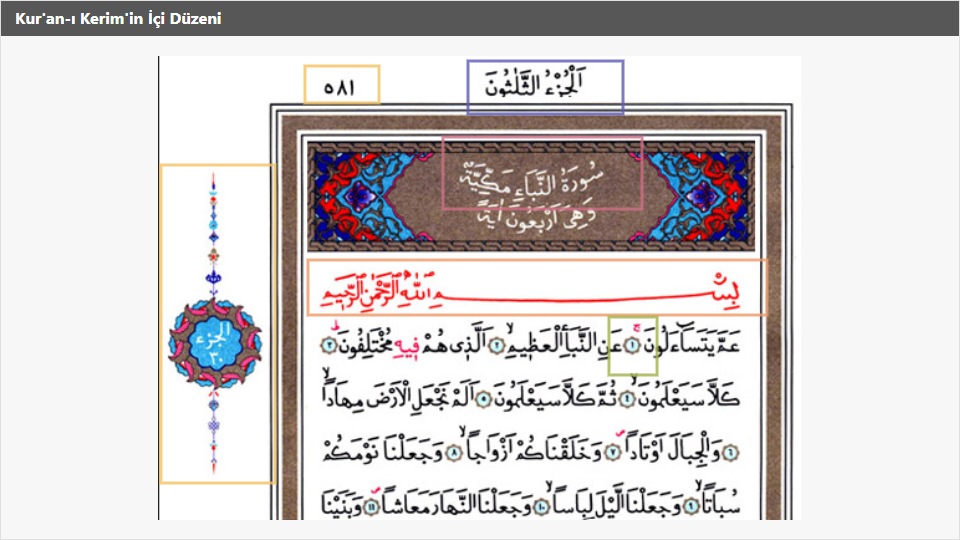 Kur'an-ı Kerim'in İçi Düzeni
اَلْجُزْءُ الثَّلٰثُونَ
٥٨١
سُورَةُ النَّبَاءِ مَكِّيَّةٌ
وَهِىَ اَرْبَعُونَ اٰيَةً
بِسْمِ اللّٰهِ الرَّحْمٰنِ الرَّحِيمِ
عَمَّ يَتَسَٓاءَلُونَۚ ﴿١﴾ عَنِ النَّبَأِ الْعَظِيمِۙ ﴿٢﴾ اَلَّذِى هُمْ فِيهِ مُخْتَلِفُونَۜ ﴿٣﴾
كَلَّا سَيَعْلَمُونَۙ ﴿٤﴾ ثُمَّ كَلَّا سَيَعْلَمُونَ ﴿٥﴾ اَلَمْ نَجْعَلِ الْاَرْضَ مِهَادًاۙ
﴿٦﴾ وَالْجِبَالَ اَوْتَادًاۖ ﴿٧﴾ وَخَلَقْنَاكُمْ اَزْوَاجًاۙ ﴿٨﴾ وَجَعَلْنَا نَوْمَكُمْ
سُبَاتًاۙ ﴿٩﴾ وَجَعَلْنَا الَّيْلَ لِبَاسًاۙ ﴿١٠﴾ وَجَعَلْنَا النَّهَارَ مَعَاشًاۖ ﴿١١﴾ وَبَنَيْنَا
الجزء
٣٠